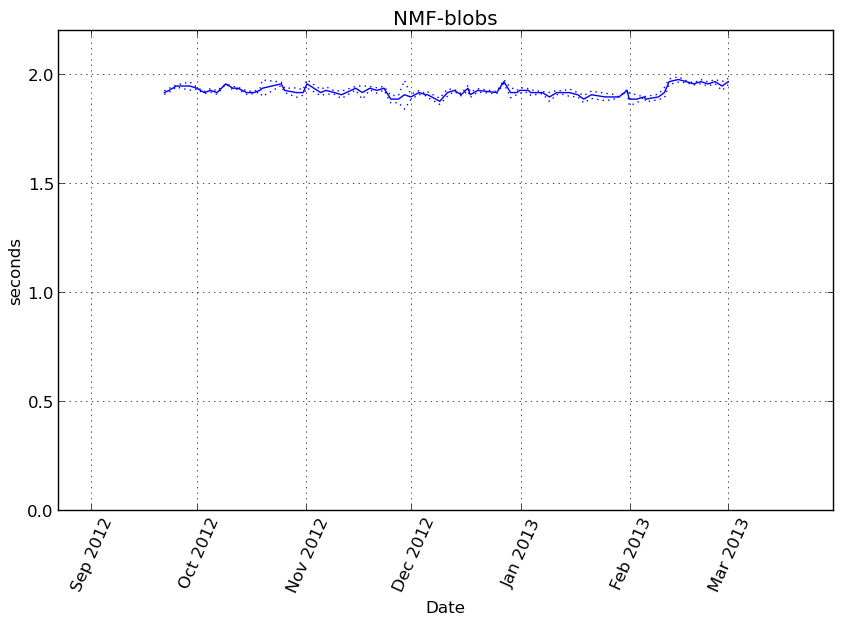 NMF-blobs
2.0
1.5
1.0
0.5
0.0
seconds
Sep 2012
Oct 2012
Nov 2012
Dec 2012
Jan 2013
Feb 2013
Mar 2013
Date